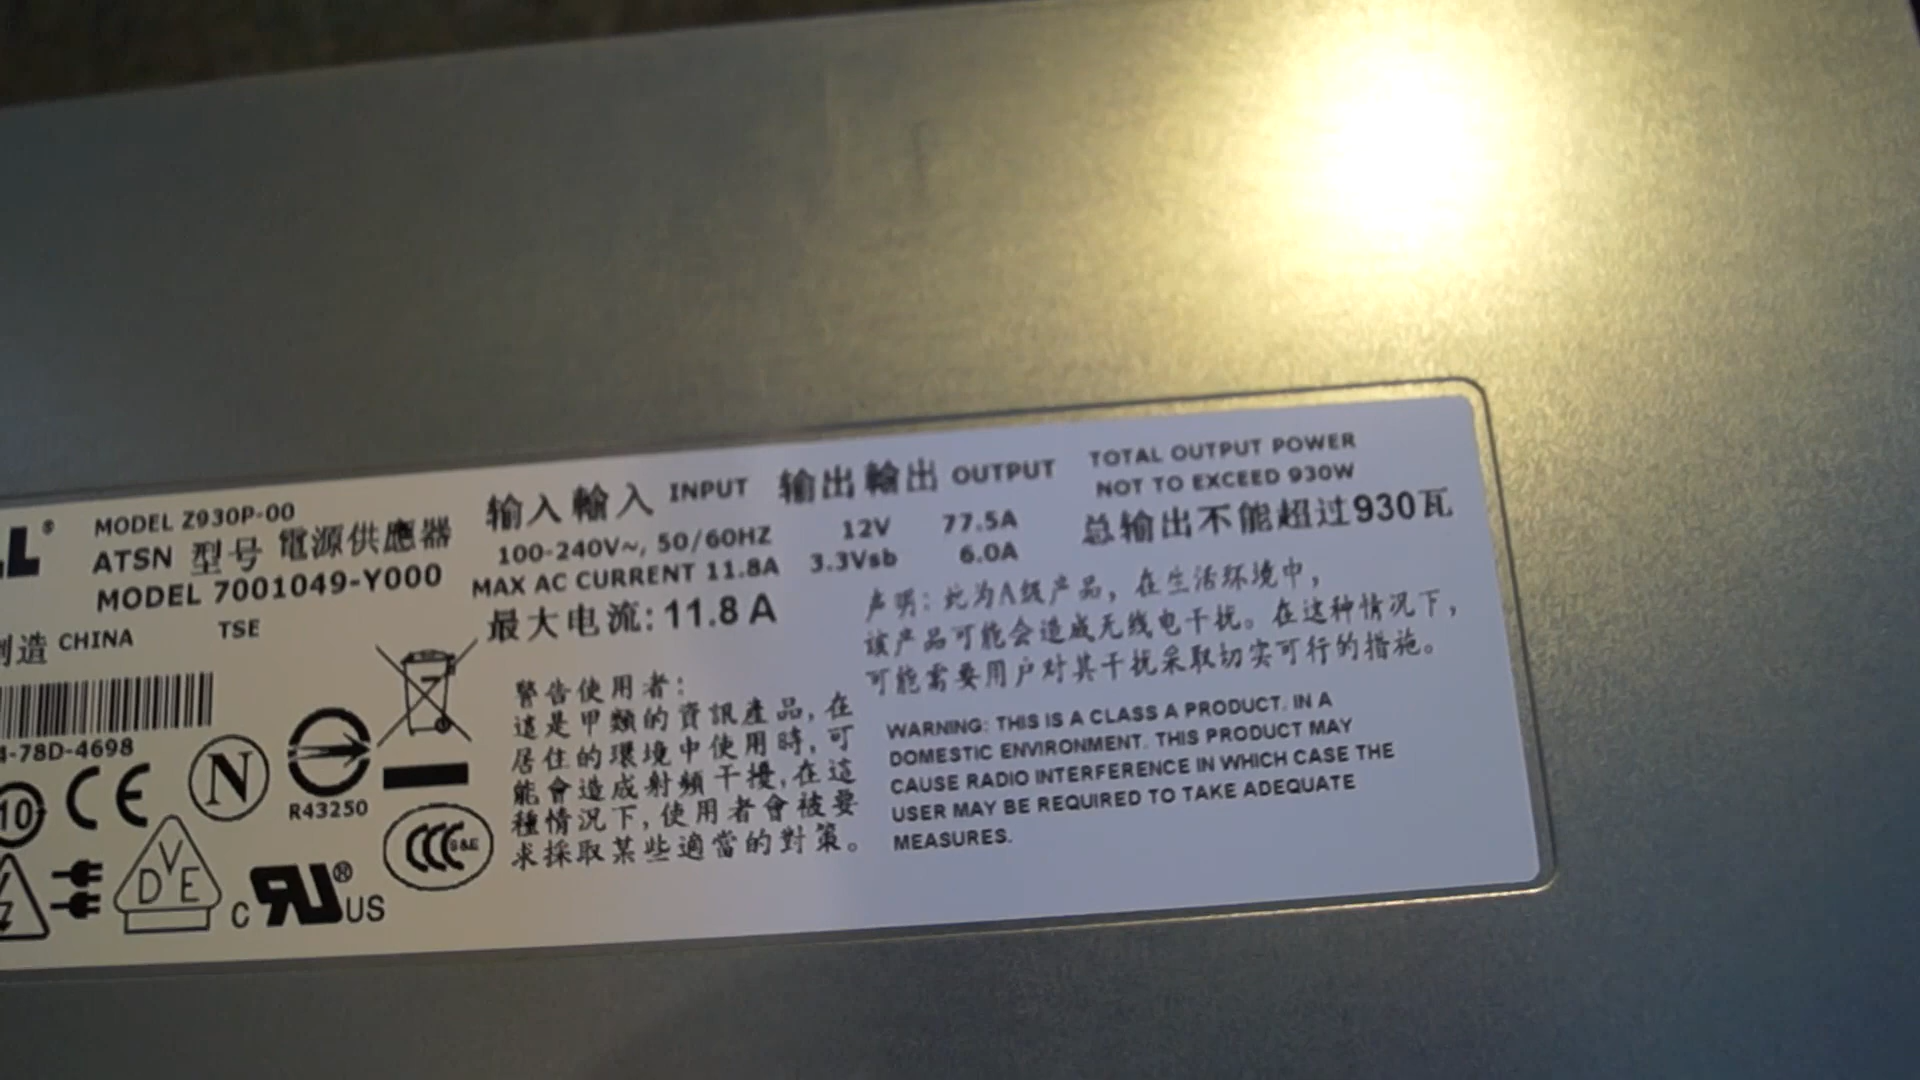 LL®
MODEL Z930P-00
ATSN 型号 電源供應器
MODEL 7001049-Y000
制造 CHINA TSE
4-78D-4698
10 CE N R43250
DVE C RU® US CCC S&E
输入 輸入 INPUT
100-240V~, 50/60HZ
MAX AC CURRENT 11.8A
最大电流: 11.8 A
输出 輸出 OUTPUT
12V 77.5A
3.3Vsb 6.0A
TOTAL OUTPUT POWER
NOT TO EXCEED 930W
总输出不能超过930瓦
警告使用者:
這是甲類的資訊產品, 在
居住的環境中使用時, 可
能會造成射頻干擾, 在這
種情況下, 使用者會被要
求採取某些適當的對策。
声明: 此为A级产品, 在生活环境中,
该产品可能会造成无线电干扰。在这种情况下,
可能需要用户对其干扰采取切实可行的措施。
WARNING: THIS IS A CLASS A PRODUCT. IN A
DOMESTIC ENVIRONMENT. THIS PRODUCT MAY
CAUSE RADIO INTERFERENCE IN WHICH CASE THE
USER MAY BE REQUIRED TO TAKE ADEQUATE
MEASURES.